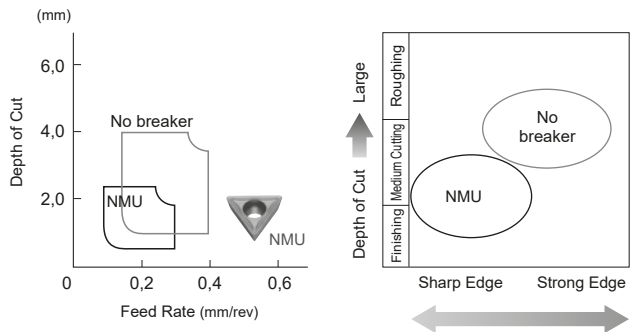 (mm)
Depth of Cut
6,0
4,0
2,0
0
0,2
0,4
0,6
Feed Rate (mm/rev)
No breaker
NMU
NMU
Depth of Cut
Large
Roughing
Medium Cutting
Finishing
No
breaker
NMU
Sharp Edge
Strong Edge